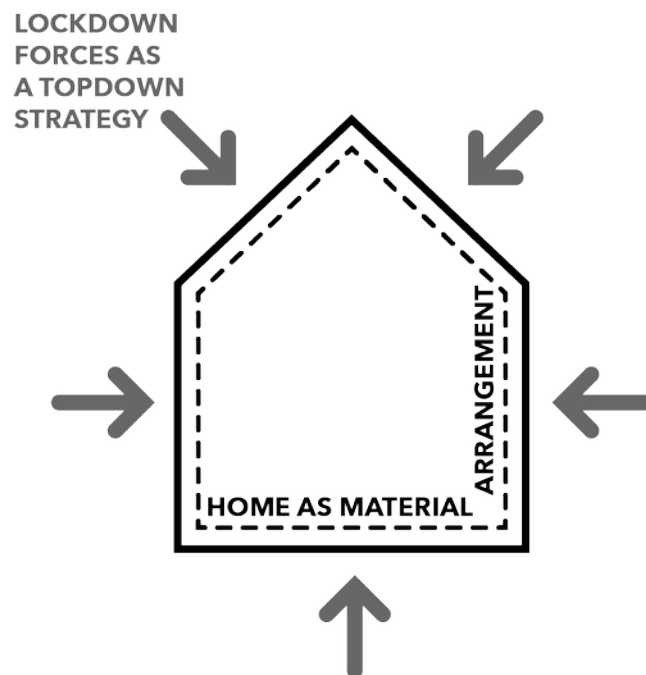 LOCKDOWN
FORCES AS
A TOPDOWN
STRATEGY
HOME AS MATERIAL
ARRANGEMENT